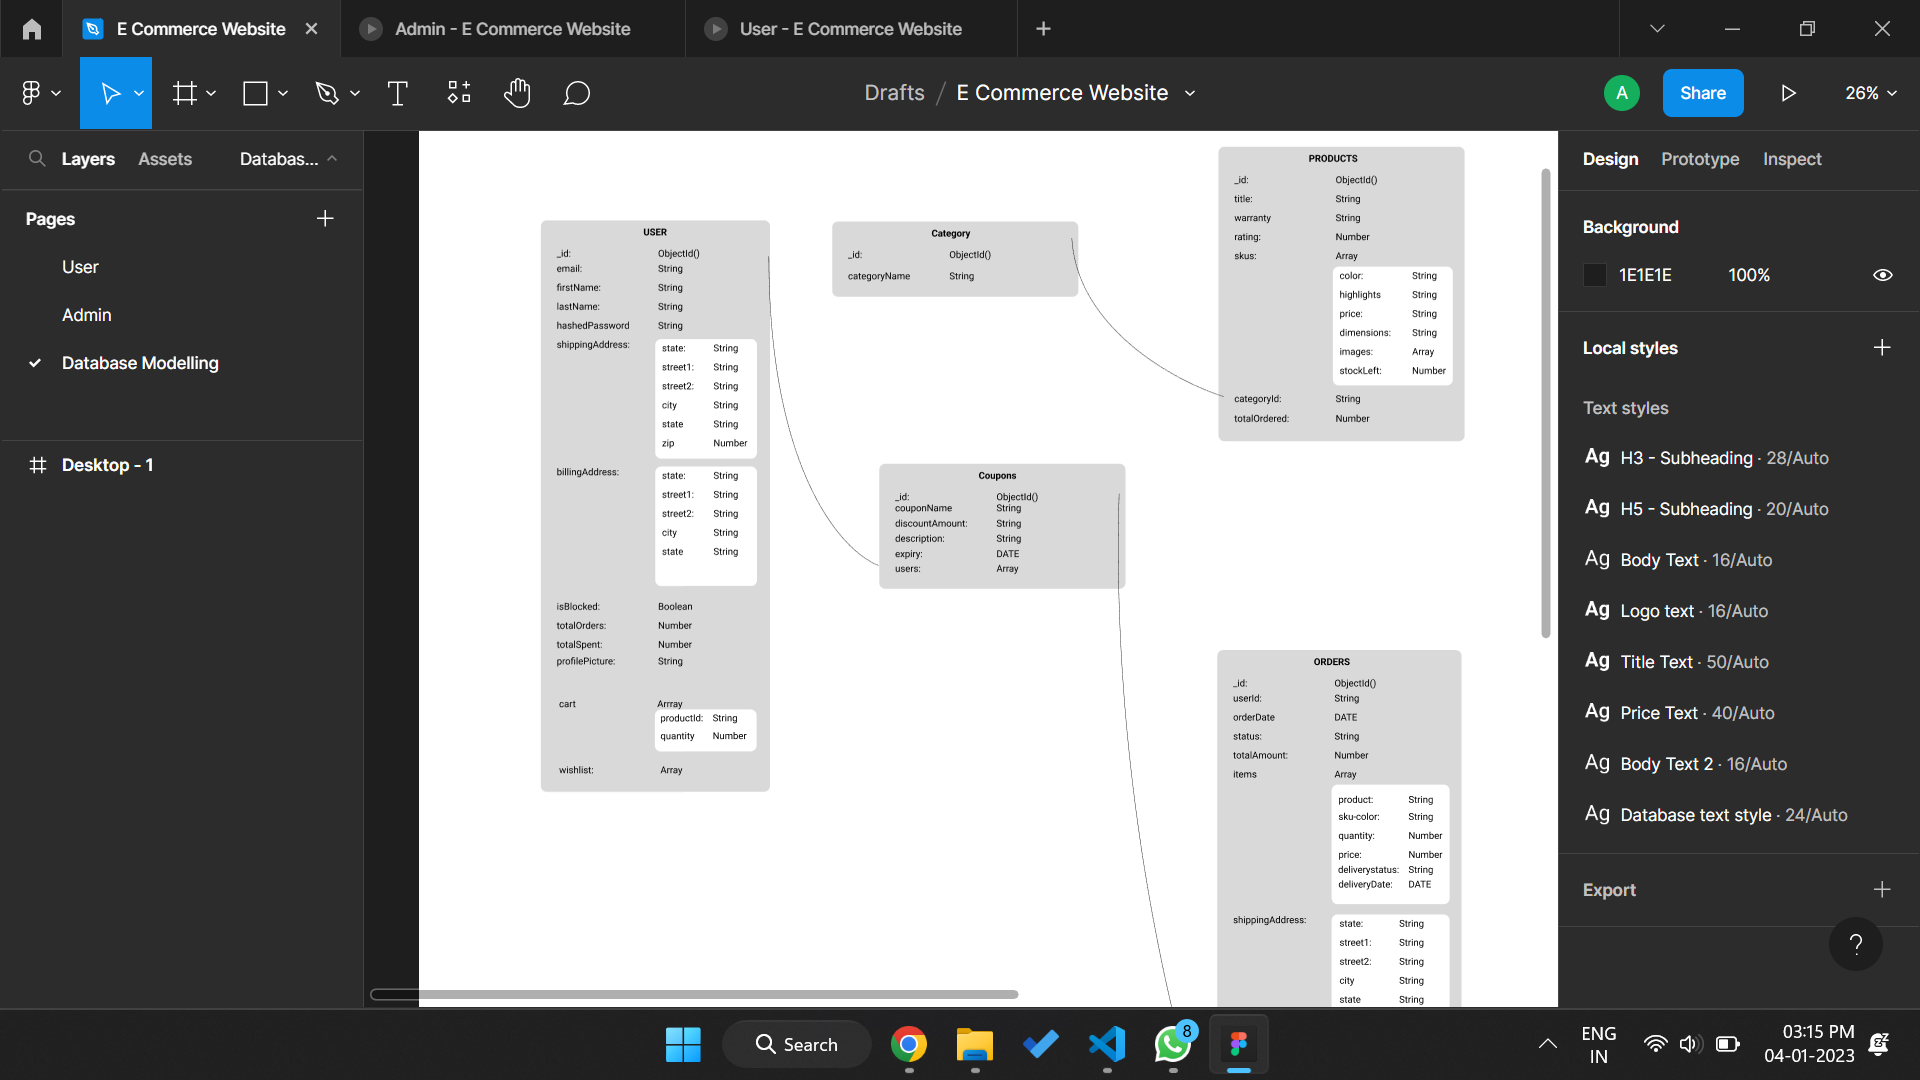 E Commerce Website
Admin - E Commerce Website
User - E Commerce Website
Drafts / E Commerce Website
A
Share
26%
Layers
Assets
Databas...
Pages
User
Admin
Database Modelling
Desktop - 1
USER
_id: ObjectId()
email: String
firstName: String
lastName: String
hashedPassword String
shippingAddress:
state: String
street1: String
street2: String
city String
state String
zip Number
billingAddress:
state: String
street1: String
street2: String
city String
state String
isBlocked: Boolean
totalOrders: Number
totalSpent: Number
profilePicture: String
cart Arrray
productId: String
quantity Number
wishlist: Array
Category
_id: ObjectId()
categoryName String
Coupons
_id: ObjectId()
couponName String
discountAmount: String
description: String
expiry: DATE
users: Array
PRODUCTS
_id: ObjectId()
title: String
warranty String
rating: Number
skus: Array
color: String
highlights String
price: String
dimensions: String
images: Array
stockLeft: Number
categoryId: String
totalOrdered: Number
ORDERS
_id: ObjectId()
userId: String
orderDate DATE
status: String
totalAmount: Number
items Array
product: String
sku-color: String
quantity: Number
price: Number
deliverystatus: String
deliveryDate: DATE
shippingAddress:
state: String
street1: String
street2: String
city String
state String
Design
Prototype
Inspect
Background
1E1E1E 100%
Local styles
Text styles
Ag H3 - Subheading · 28/Auto
Ag H5 - Subheading · 20/Auto
Ag Body Text · 16/Auto
Ag Logo text · 16/Auto
Ag Title Text · 50/Auto
Ag Price Text · 40/Auto
Ag Body Text 2 · 16/Auto
Ag Database text style · 24/Auto
Export
?
Search
8
ENG
IN
03:15 PM
04-01-2023